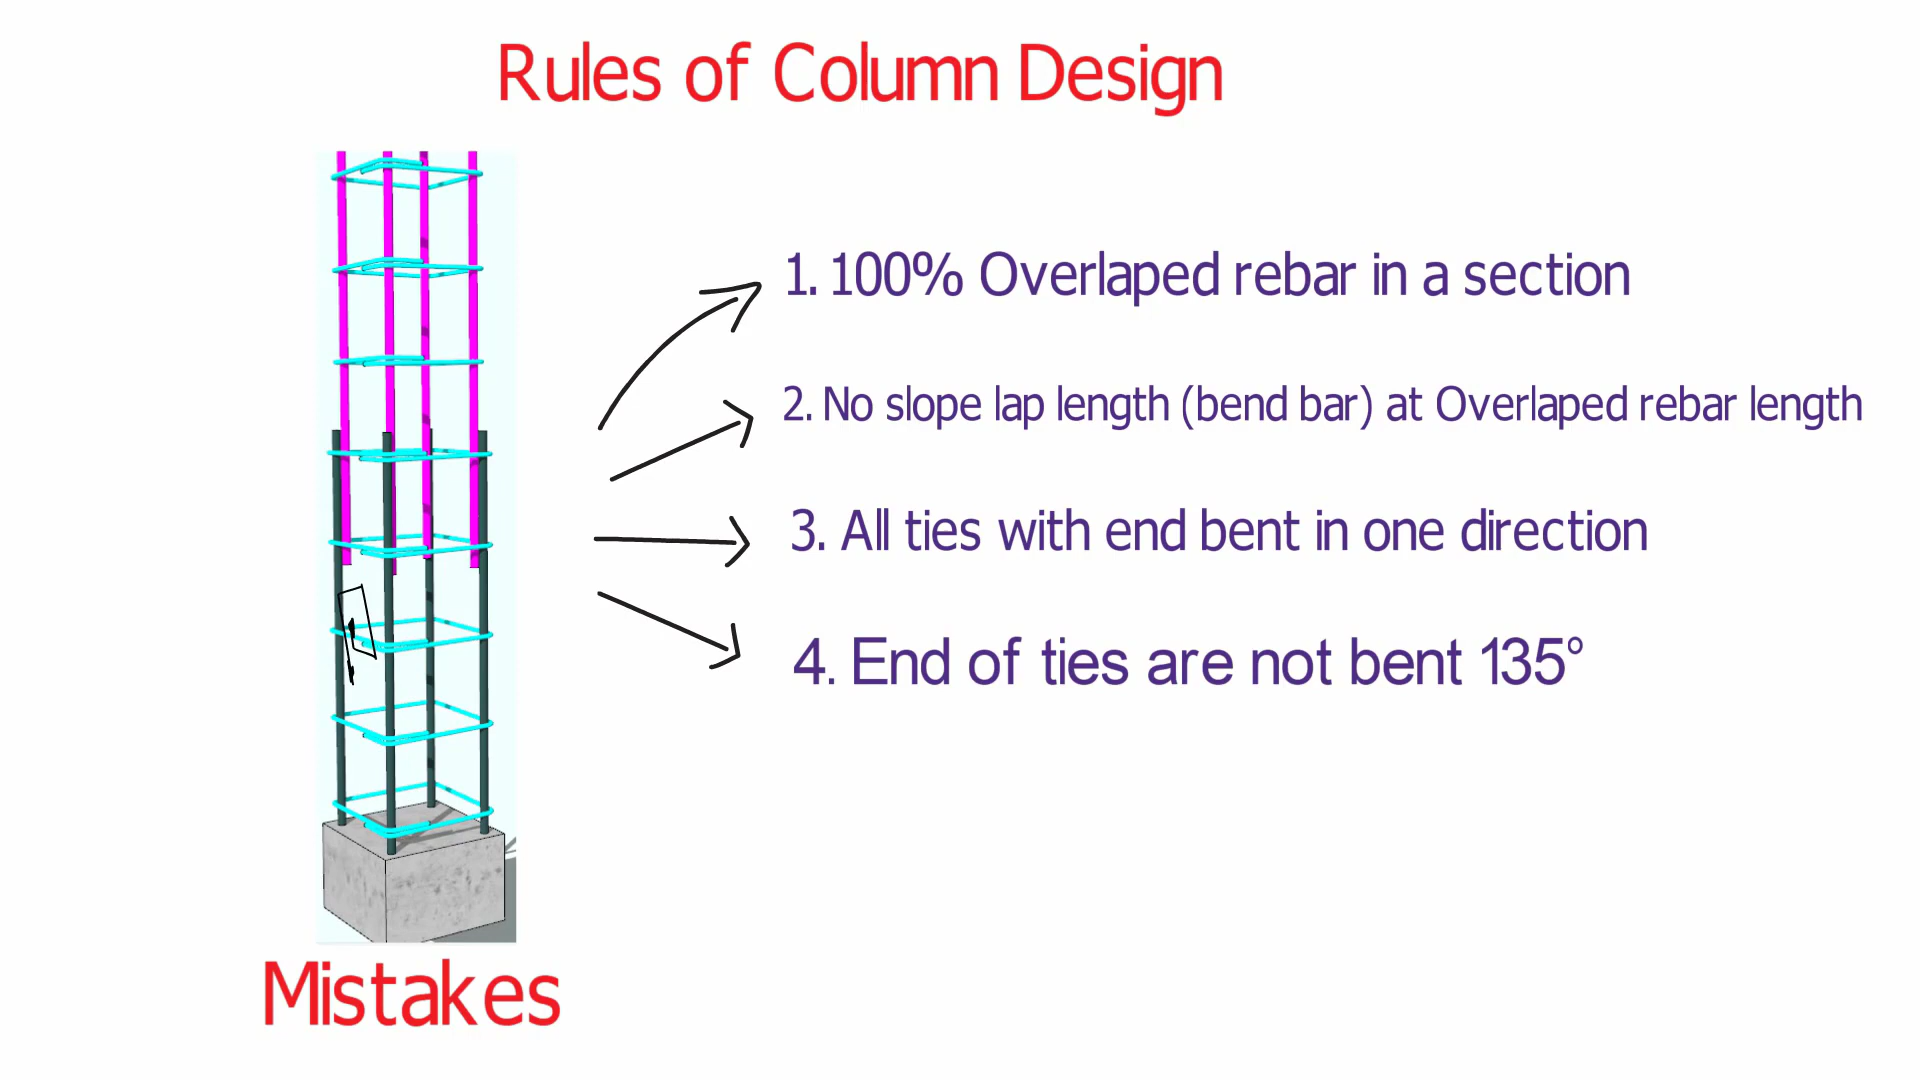 Rules of Column Design
1. 100% Overlaped rebar in a section
2. No slope lap length (bend bar) at Overlaped rebar length
3. All ties with end bent in one direction
4. End of ties are not bent 135°
Mistakes